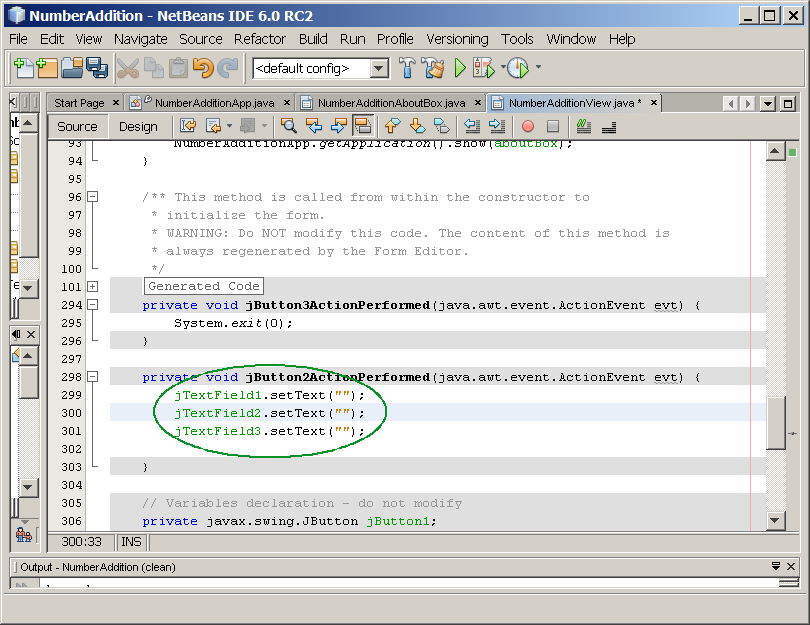 NumberAddition - NetBeans IDE 6.0 RC2
File Edit View Navigate Source Refactor Build Run Profile Versioning Tools Window Help
<default config>
Start Page NumberAdditionApp.java NumberAdditionAboutBox.java NumberAdditionView.java *
Source Design
93 NumberAdditionApp.getApplication().show(aboutBox);
94 }
95
96 /** This method is called from within the constructor to
97 * initialize the form.
98 * WARNING: Do NOT modify this code. The content of this method is
99 * always regenerated by the Form Editor.
100 */
101 Generated Code
294 private void jButton3ActionPerformed(java.awt.event.ActionEvent evt) {
295 System.exit(0);
296 }
297
298 private void jButton2ActionPerformed(java.awt.event.ActionEvent evt) {
299 jTextField1.setText("");
300 jTextField2.setText("");
301 jTextField3.setText("");
302
303 }
304
305 // Variables declaration - do not modify
306 private javax.swing.JButton jButton1;
300:33 INS
Output - NumberAddition (clean)